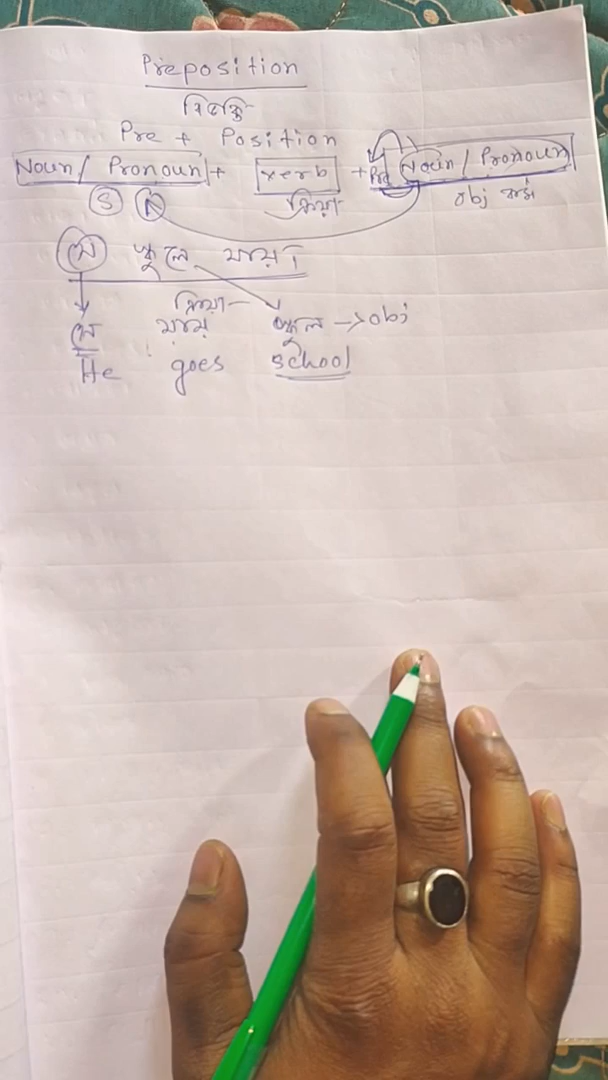 Preposition
বিভক্তি
Pre + Position
Noun / Pronoun + verb + Pre Noun / Pronoun
S ক্রিয়া obj কর্ম
সে স্কুলে যায়।
ক্রিয়া
সে যায় স্কুল → obj
He goes school